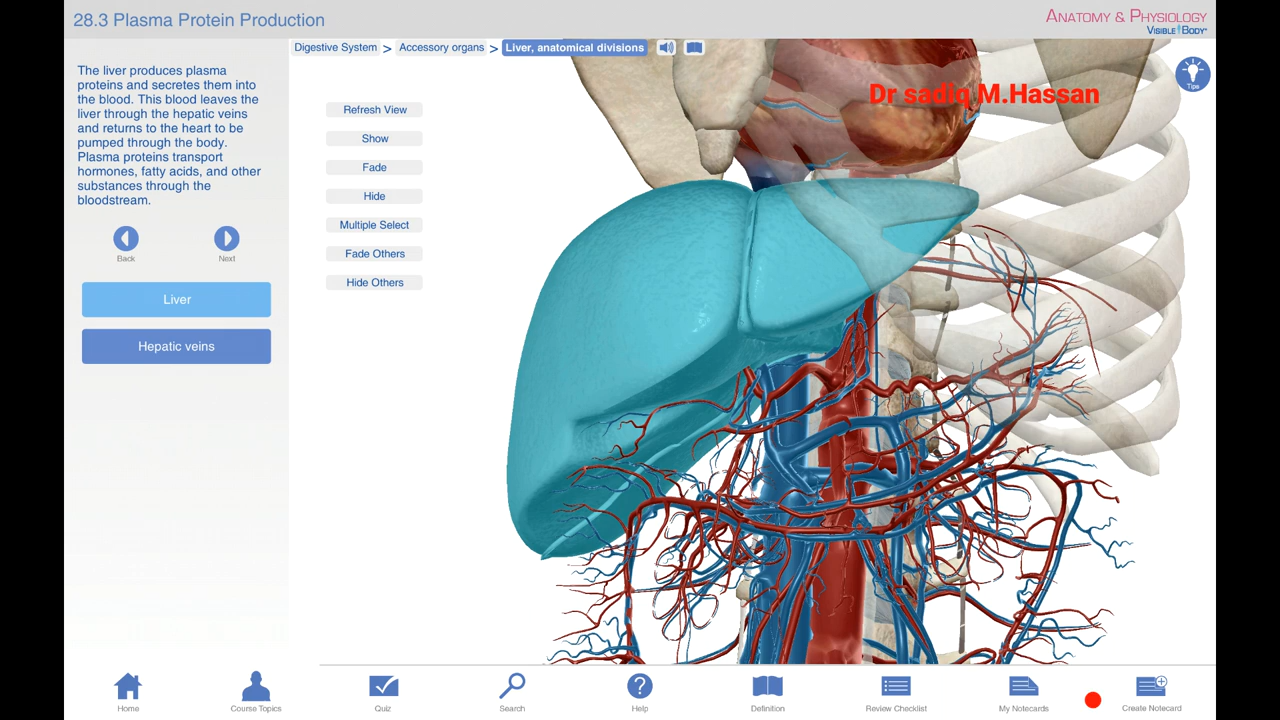 28.3 Plasma Protein Production
ANATOMY & PHYSIOLOGY
VISIBLE BODY®
Digestive System > Accessory organs > Liver, anatomical divisions
The liver produces plasma
proteins and secretes them into
the blood. This blood leaves the
liver through the hepatic veins
and returns to the heart to be
pumped through the body.
Plasma proteins transport
hormones, fatty acids, and other
substances through the
bloodstream.
Back
Next
Liver
Hepatic veins
Refresh View
Show
Fade
Hide
Multiple Select
Fade Others
Hide Others
Dr sadiq M.Hassan
Tips
Home
Course Topics
Quiz
Search
Help
Definition
Review Checklist
My Notecards
Create Notecard